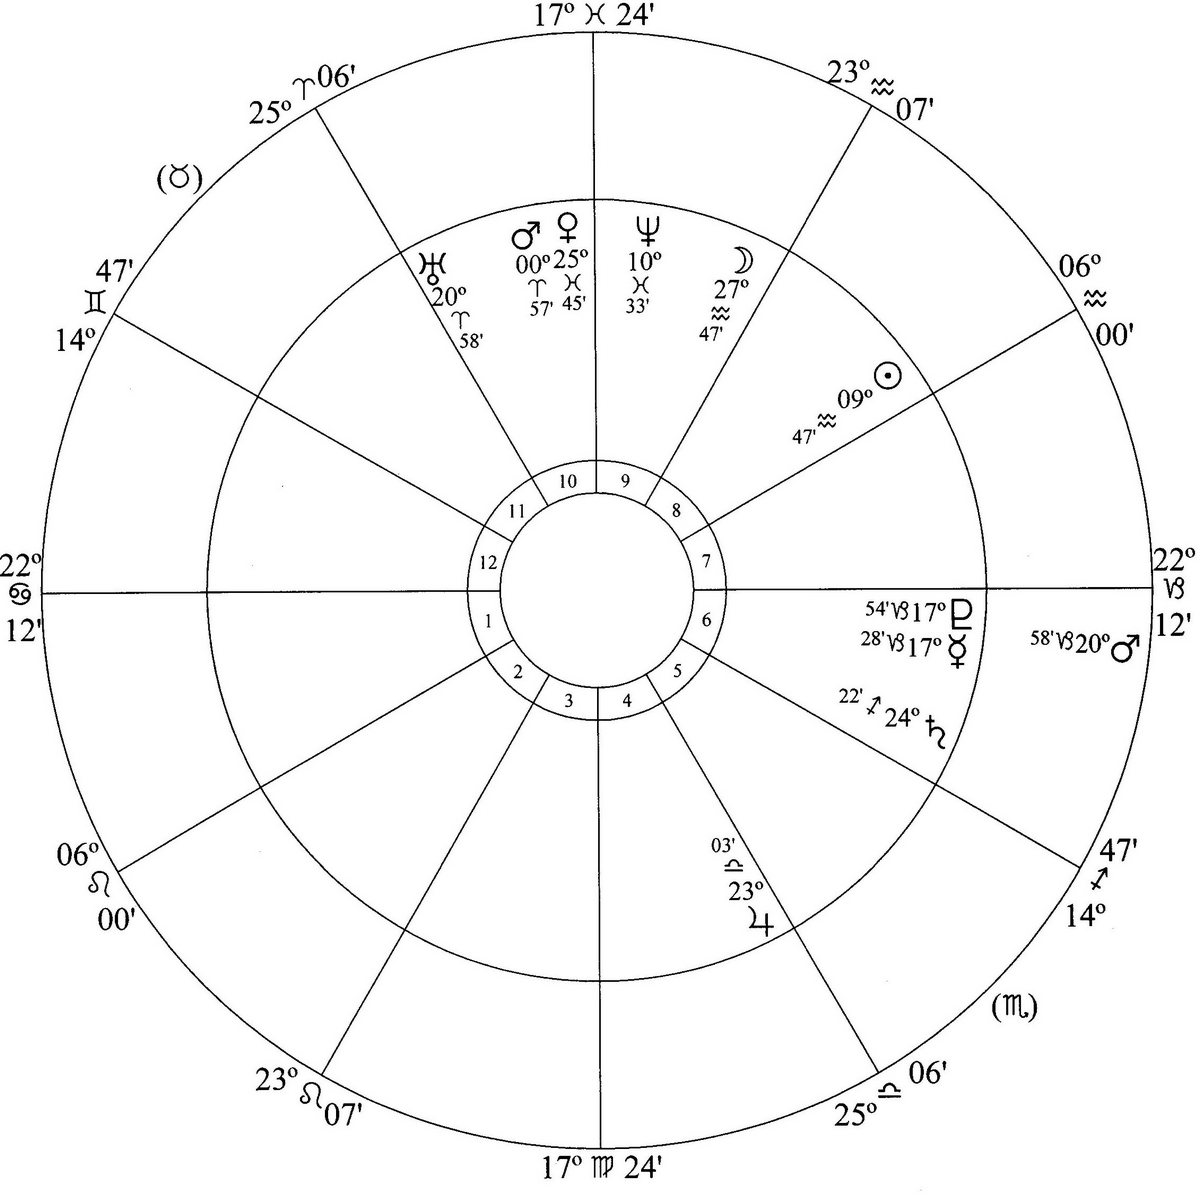 17º ♓ 24'
25º ♈ 06'
23º ♒ 07'
(♉)
47'
♊
14º
06º
♒
00'
♅
20º
♈
58'
♂
00º
♈
57'
♀
25º
♓
45'
♆
10º
♓
33'
☽
27º
♒
47'
☉
09º
♒
47'
10
9
11
8
12
7
1
6
2
5
3
4
22º
♋
12'
22º
♑
12'
54' ♑ 17º ♇
28' ♑ 17º ☿
58' ♑ 20º ♂
22' ♐ 24º ♄
03'
♎
23º
♃
06º
♌
00'
47'
♐
14º
(♏)
23º ♌ 07'
25º ♎ 06'
17º ♍ 24'